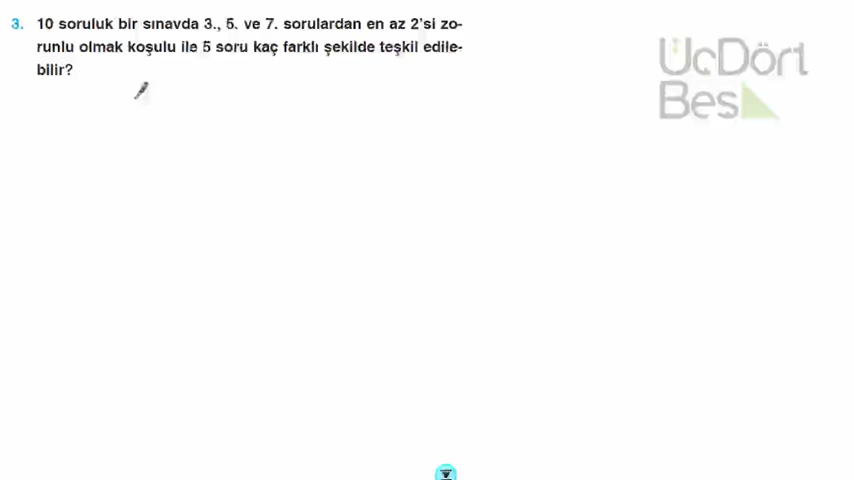 3. 10 soruluk bir sınavda 3., 5. ve 7. sorulardan en az 2'si zo-
runlu olmak koşulu ile 5 soru kaç farklı şekilde teşkil edile-
bilir?
ÜçDört
Beş